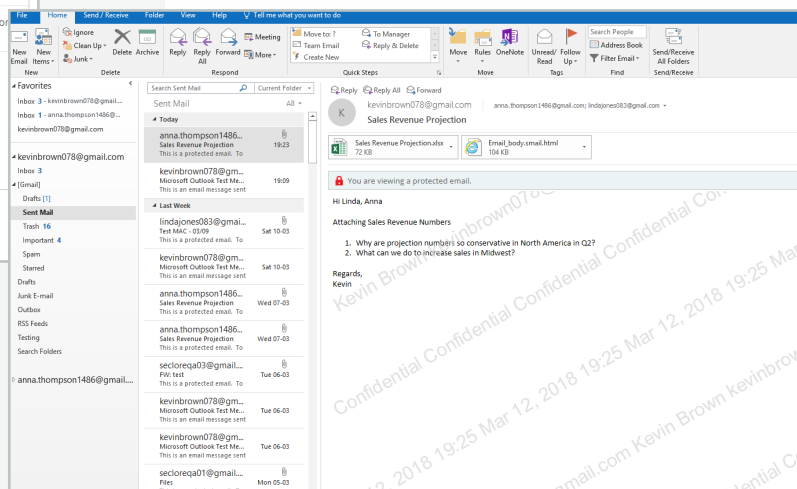 File Home Send / Receive Folder View Help Tell me what you want to do
New Email
New Items
Ignore
Clean Up
Junk
Delete
Archive
Reply
Reply All
Forward
Meeting
More
Move to: ?
Team Email
Create New
To Manager
Reply & Delete
Move
Rules
OneNote
Unread/ Read
Follow Up
Search People
Address Book
Filter Email
Send/Receive All Folders
New Delete Respond Quick Steps Move Tags Find Send/Receive
Favorites
Inbox 3 - kevinbrown078@gmail....
Inbox 1 - anna.thompson1486@...
kevinbrown078@gmail.com
kevinbrown078@gmail.com
Inbox 3
[Gmail]
Drafts [1]
Sent Mail
Trash 16
Important 4
Spam
Starred
Drafts
Junk E-mail
Outbox
RSS Feeds
Testing
Search Folders
anna.thompson1486@gmail....
Search Sent Mail Current Folder
Sent Mail All
Today
anna.thompson1486...
Sales Revenue Projection 19:23
This is a protected email. To
kevinbrown078@gm...
Microsoft Outlook Test Me... 19:09
This is an email message sent
Last Week
lindajones083@gmai...
Test MAC - 03/09 Sat 10-03
This is a protected email. To
kevinbrown078@gm...
Microsoft Outlook Test Me... Sat 10-03
This is an email message sent
anna.thompson1486...
Sales Revenue Projection Wed 07-03
This is a protected email. To
anna.thompson1486...
Sales Revenue Projection Wed 07-03
This is a protected email. To
secloreqa03@gmail....
FW: test Tue 06-03
This is a protected email. To
kevinbrown078@gm...
Microsoft Outlook Test Me... Tue 06-03
This is an email message sent
kevinbrown078@gm...
Microsoft Outlook Test Me... Tue 06-03
This is an email message sent
secloreqa01@gmail....
Files Mon 05-03
Reply Reply All Forward
K
kevinbrown078@gmail.com anna.thompson1486@gmail.com; lindajones083@gmail.com
Sales Revenue Projection
Sales Revenue Projection.xlsx
72 KB
Email_body.smail.html
104 KB
You are viewing a protected email.
Hi Linda, Anna
Attaching Sales Revenue Numbers
1. Why are projection numbers so conservative in North America in Q2?
2. What can we do to increase sales in Midwest?
Regards,
Kevin
Kevin Brown kevinbrown078@
Confidential Confidential Confidential Con
2018 19:25 Mar 12, 2018 19:25 Mar 12, 2018 19:25 Mar
gmail.com Kevin Brown kevinbrow